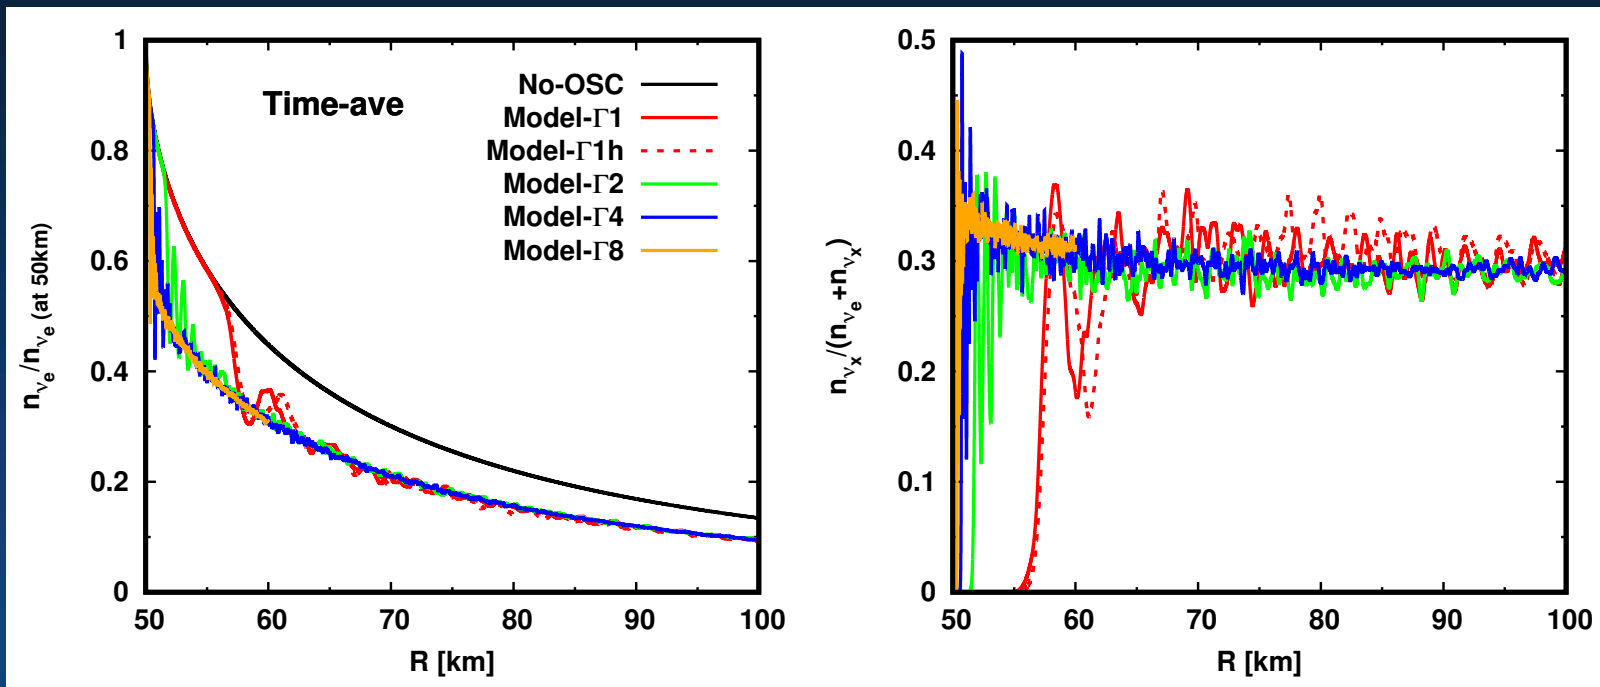 Time-ave
No-OSC
Model-Γ1
Model-Γ1h
Model-Γ2
Model-Γ4
Model-Γ8
1
0.8
0.6
0.4
0.2
0
50 60 70 80 90 100
R [km]
nνe/nνe (at 50km)
0.5
0.4
0.3
0.2
0.1
0
50 60 70 80 90 100
R [km]
nνx/(nνe+nνx)